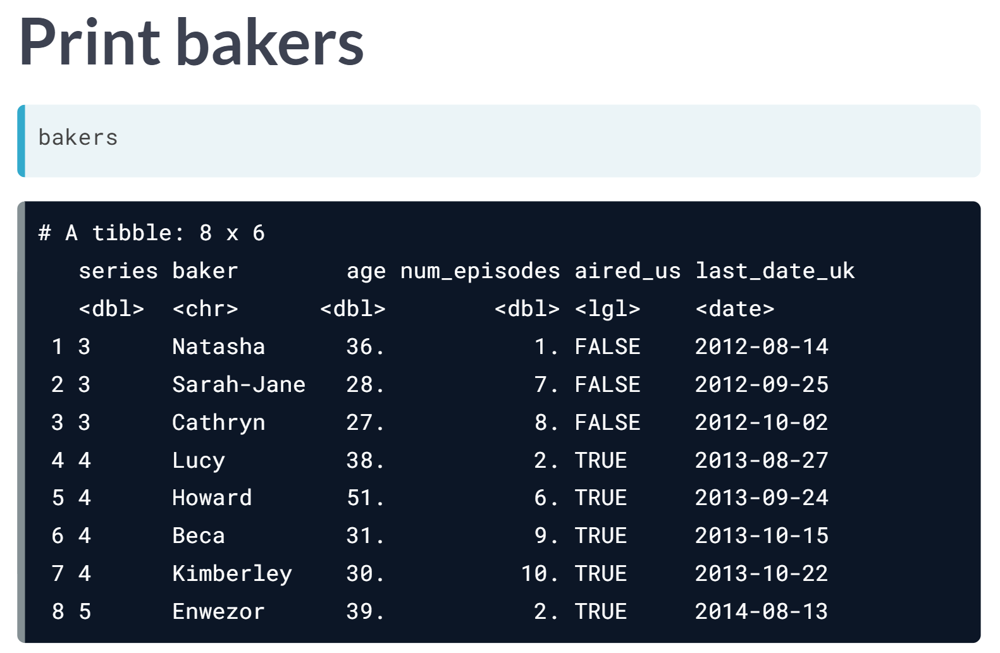 Print bakers
bakers
# A tibble: 8 x 6
   series baker        age num_episodes aired_us last_date_uk
   <dbl>  <chr>      <dbl>        <dbl> <lgl>    <date>
 1 3      Natasha      36.           1. FALSE    2012-08-14
 2 3      Sarah-Jane   28.           7. FALSE    2012-09-25
 3 3      Cathryn      27.           8. FALSE    2012-10-02
 4 4      Lucy         38.           2. TRUE     2013-08-27
 5 4      Howard       51.           6. TRUE     2013-09-24
 6 4      Beca         31.           9. TRUE     2013-10-15
 7 4      Kimberley    30.          10. TRUE     2013-10-22
 8 5      Enwezor      39.           2. TRUE     2014-08-13